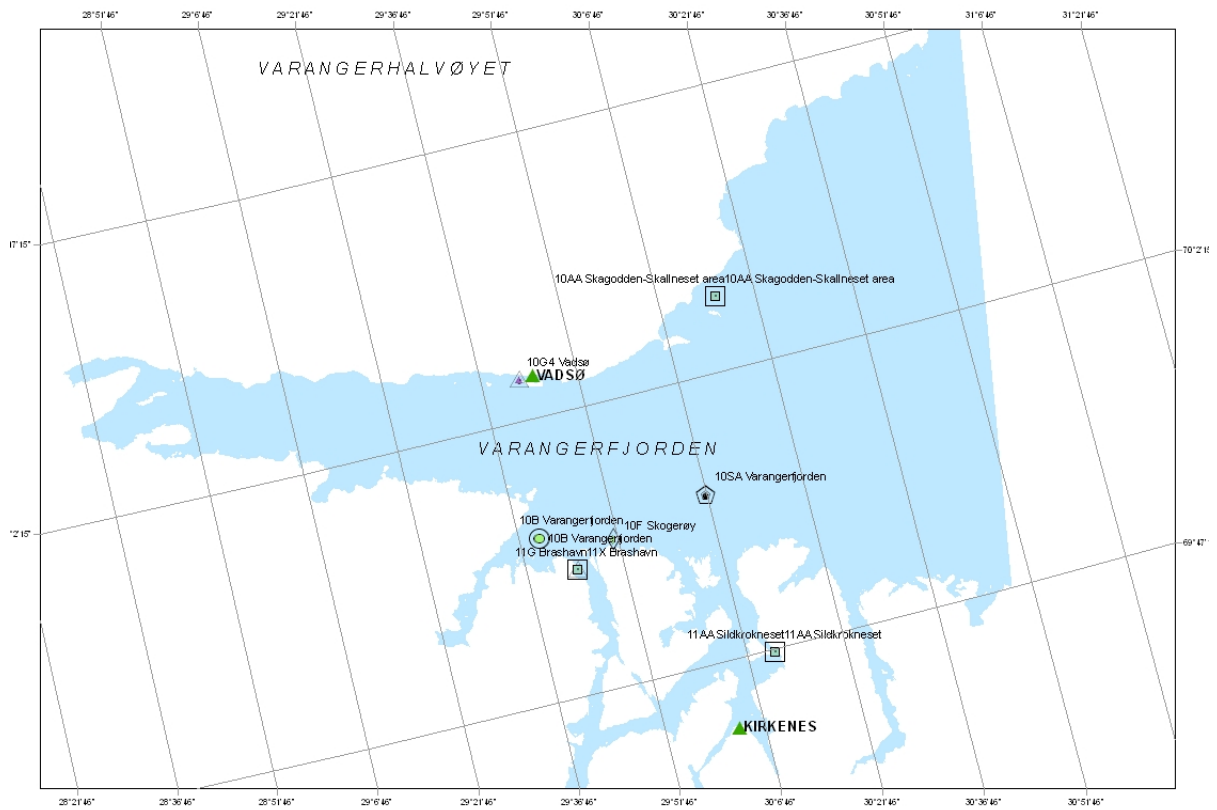 28°51'46" 29°6'46" 29°21'46" 29°36'46" 29°51'46" 30°6'46" 30°21'46" 30°36'46" 30°51'46" 31°6'46" 31°21'46"
VARANGERHALVØYET
17'15"
70°2'15"
10AA Skagodden-Skallneset area10AA Skagodden-Skallneset area
10G4 Vadsø
VADSØ
VARANGERFJORDEN
10SA Varangerfjorden
10B Varangerfjorden
10F Skogerøy
10B Varangerfjorden
11G Brashavn11X Brashavn
2'15"
69°47'
11AA Sildkrokneset11AA Sildkrokneset
KIRKENES
28°21'46" 28°36'46" 28°51'46" 29°6'46" 29°21'46" 29°36'46" 29°51'46" 30°6'46" 30°21'46" 30°36'46" 30°51'46"